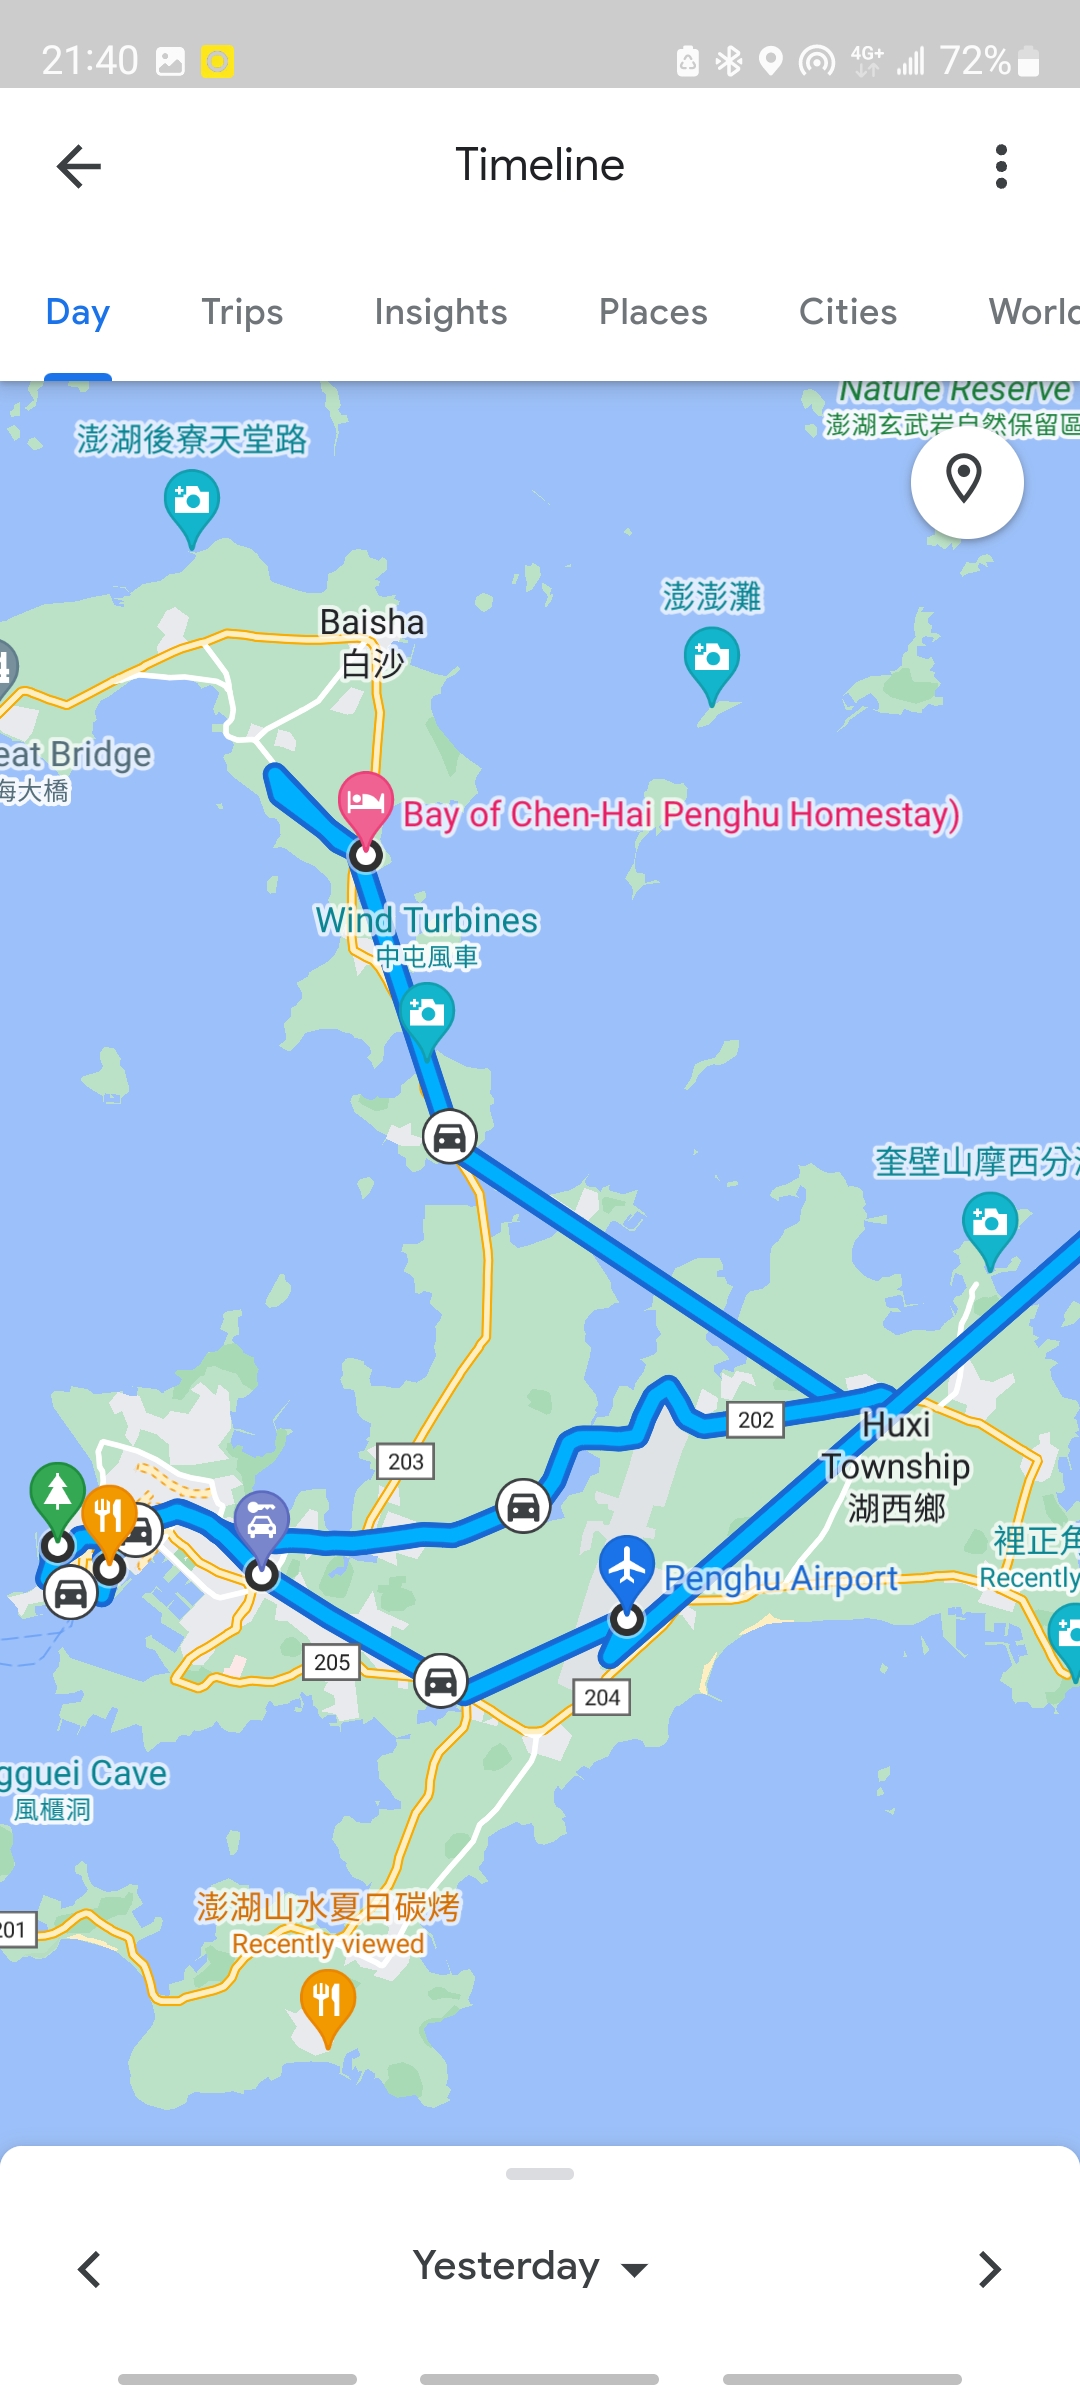 21:40
4G+
72%
Timeline
Day Trips Insights Places Cities World
Nature Reserve
澎湖玄武岩自然保留區
澎湖後寮天堂路
澎澎灘
Baisha
白沙
eat Bridge
海大橋
Bay of Chen-Hai Penghu Homestay)
Wind Turbines
中屯風車
奎壁山摩西分
202
Huxi
Township
湖西鄉
203
裡正角
Recently
Penghu Airport
205
204
gguei Cave
風櫃洞
澎湖山水夏日碳烤
Recently viewed
201
Yesterday